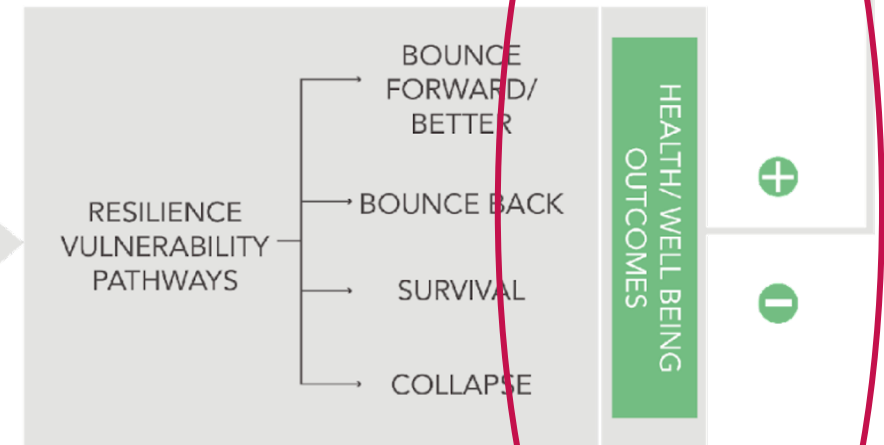 RESILIENCE
VULNERABILITY
PATHWAYS
BOUNCE
FORWARD/
BETTER
BOUNCE BACK
SURVIVAL
COLLAPSE
HEALTH/ WELL BEING
OUTCOMES
+
−